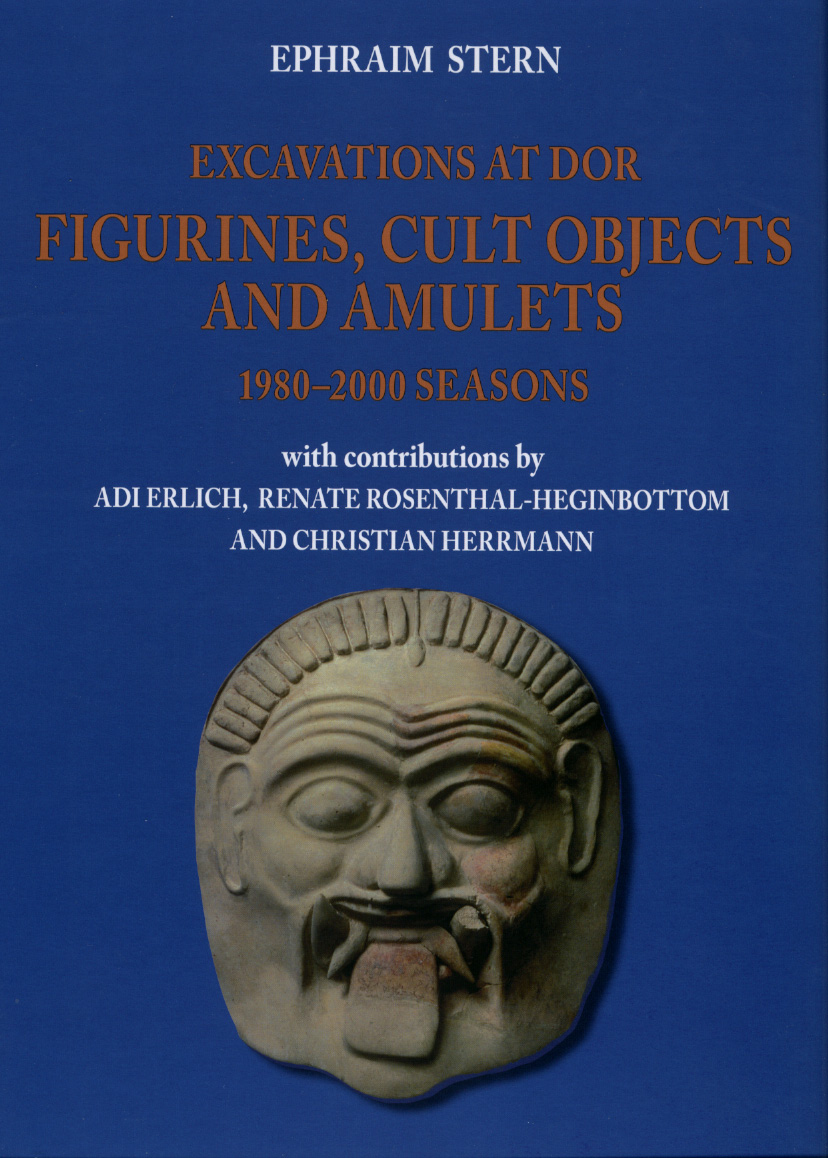 EPHRAIM STERN
EXCAVATIONS AT DOR
FIGURINES, CULT OBJECTS
AND AMULETS
1980–2000 SEASONS
with contributions by
ADI ERLICH, RENATE ROSENTHAL-HEGINBOTTOM
AND CHRISTIAN HERRMANN